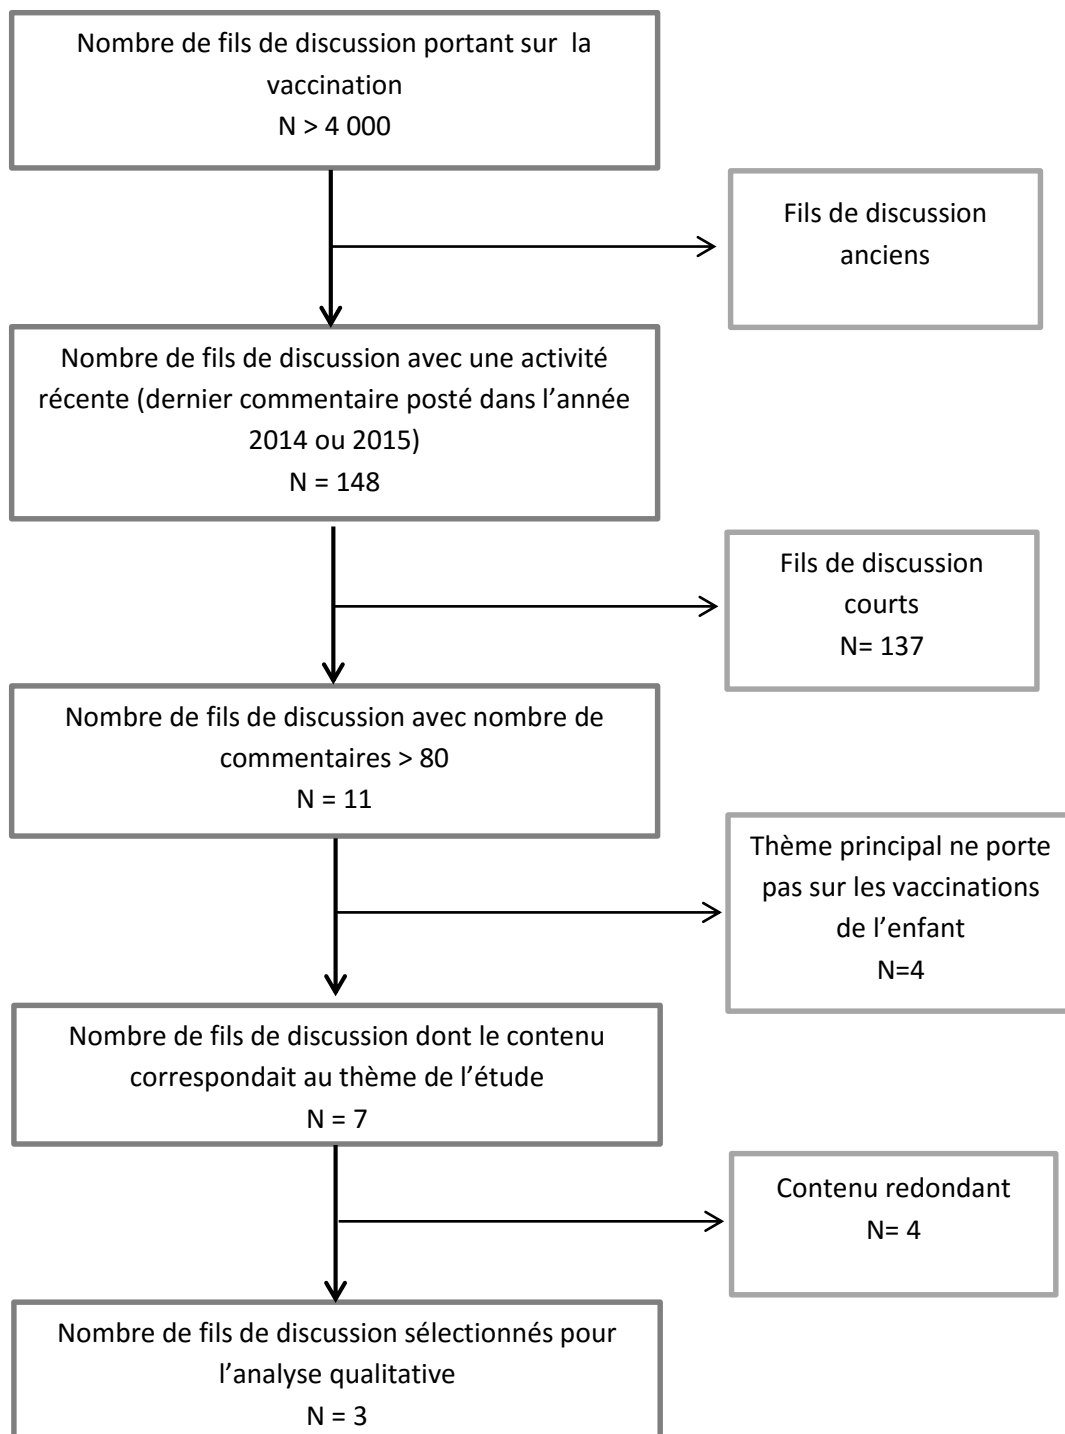 Nombre de fils de discussion portant sur la
vaccination
N > 4 000
Fils de discussion
anciens
Nombre de fils de discussion avec une activité
récente (dernier commentaire posté dans l’année
2014 ou 2015)
N = 148
Fils de discussion
courts
N= 137
Nombre de fils de discussion avec nombre de
commentaires > 80
N = 11
Thème principal ne porte
pas sur les vaccinations
de l’enfant
N=4
Nombre de fils de discussion dont le contenu
correspondait au thème de l’étude
N = 7
Contenu redondant
N= 4
Nombre de fils de discussion sélectionnés pour
l’analyse qualitative
N = 3